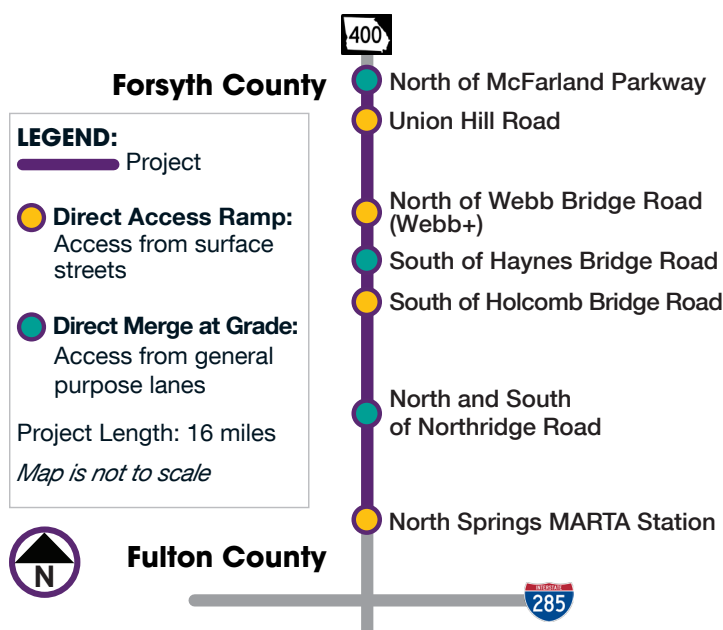 400
Forsyth County
North of McFarland Parkway
Union Hill Road
LEGEND:
Project
Direct Access Ramp:
Access from surface
streets
Direct Merge at Grade:
Access from general
purpose lanes
Project Length: 16 miles
Map is not to scale
North of Webb Bridge Road
(Webb+)
South of Haynes Bridge Road
South of Holcomb Bridge Road
North and South
of Northridge Road
North Springs MARTA Station
N
Fulton County
INTERSTATE
285